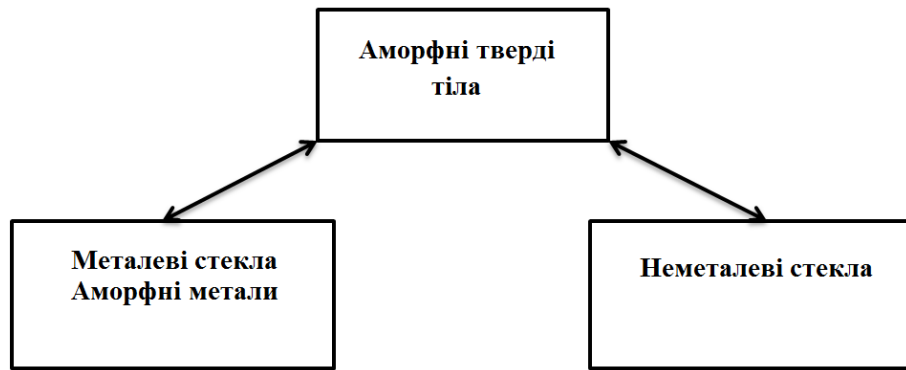 Аморфні тверді
тіла
Металеві стекла
Аморфні метали
Неметалеві стекла